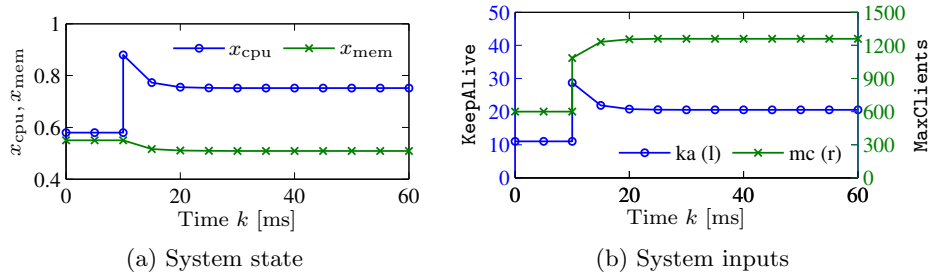 1
0.8
0.6
0.4
x_cpu, x_mem
x_cpu
x_mem
0 20 40 60
Time k [ms]
(a) System state
50
40
30
20
10
0
KeepAlive
1500
1200
900
600
300
0
MaxClients
ka (l)
mc (r)
0 20 40 60
Time k [ms]
(b) System inputs